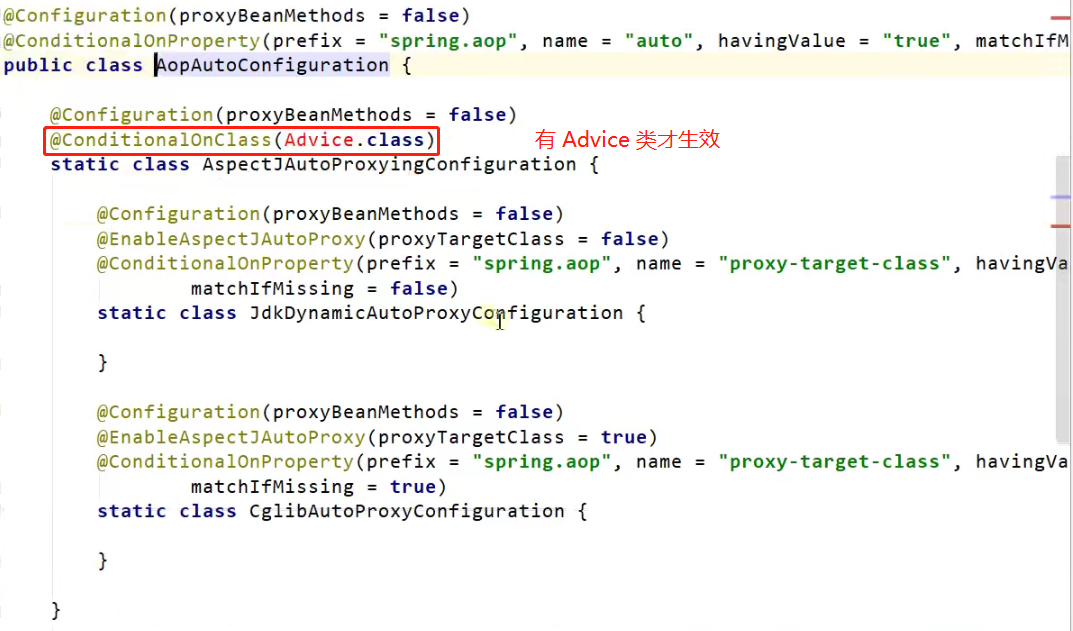 @Configuration(proxyBeanMethods = false)
@ConditionalOnProperty(prefix = "spring.aop", name = "auto", havingValue = "true", matchIfM
public class AopAutoConfiguration {
@Configuration(proxyBeanMethods = false)
@ConditionalOnClass(Advice.class) 有 Advice 类才生效
static class AspectJAutoProxyingConfiguration {
@Configuration(proxyBeanMethods = false)
@EnableAspectJAutoProxy(proxyTargetClass = false)
@ConditionalOnProperty(prefix = "spring.aop", name = "proxy-target-class", havingVa
matchIfMissing = false)
static class JdkDynamicAutoProxyConfiguration {
}
@Configuration(proxyBeanMethods = false)
@EnableAspectJAutoProxy(proxyTargetClass = true)
@ConditionalOnProperty(prefix = "spring.aop", name = "proxy-target-class", havingVa
matchIfMissing = true)
static class CglibAutoProxyConfiguration {
}
}